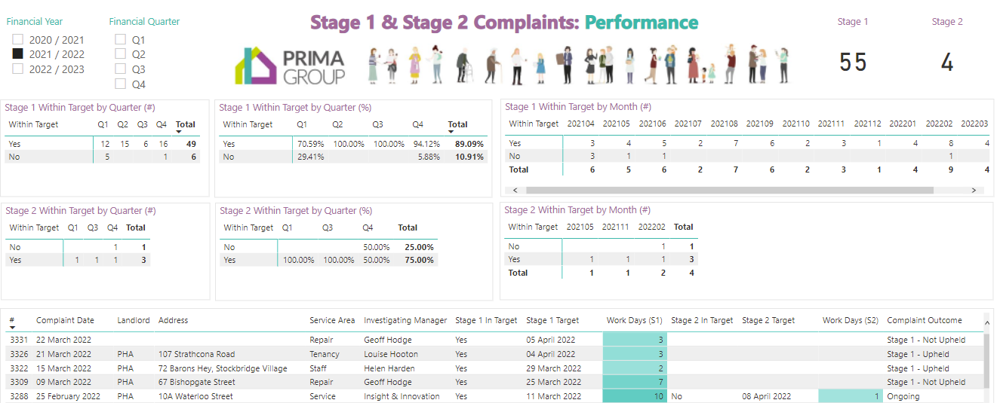 Financial Year
2020 / 2021
2021 / 2022
2022 / 2023
Financial Quarter
Q1
Q2
Q3
Q4
Stage 1 & Stage 2 Complaints: Performance
PRIMA
GROUP
Stage 1
55
Stage 2
4
Stage 1 Within Target by Quarter (#)
Within Target Q1 Q2 Q3 Q4 Total
Yes 12 15 6 16 49
No 5 1 6
Stage 1 Within Target by Quarter (%)
Within Target Q1 Q2 Q3 Q4 Total
Yes 70.59% 100.00% 100.00% 94.12% 89.09%
No 29.41% 5.88% 10.91%
Stage 1 Within Target by Month (#)
Within Target 202104 202105 202106 202107 202108 202109 202110 202111 202112 202201 202202 202203
Yes 3 4 5 2 7 6 2 3 1 4 8 4
No 3 1 1 1
Total 6 5 6 2 7 6 2 3 1 4 9 4
Stage 2 Within Target by Quarter (#)
Within Target Q1 Q3 Q4 Total
No 1 1
Yes 1 1 1 3
Stage 2 Within Target by Quarter (%)
Within Target Q1 Q3 Q4 Total
No 50.00% 25.00%
Yes 100.00% 100.00% 50.00% 75.00%
Stage 2 Within Target by Month (#)
Within Target 202105 202111 202202 Total
No 1 1
Yes 1 1 1 3
Total 1 1 2 4
# Complaint Date Landlord Address Service Area Investigating Manager Stage 1 In Target Stage 1 Target Work Days (S1) Stage 2 In Target Stage 2 Target Work Days (S2) Complaint Outcome
3331 22 March 2022 Repair Geoff Hodge Yes 05 April 2022 3 Stage 1 - Not Upheld
3326 21 March 2022 PHA 107 Strathcona Road Tenancy Louise Hooton Yes 04 April 2022 3 Stage 1 - Upheld
3322 15 March 2022 PHA 72 Barons Hey, Stockbridge Village Staff Helen Harden Yes 29 March 2022 2 Stage 1 - Upheld
3309 09 March 2022 PHA 67 Bishopgate Street Repair Geoff Hodge Yes 25 March 2022 7 Stage 1 - Not Upheld
3288 25 February 2022 PHA 10A Waterloo Street Service Insight & Innovation Yes 11 March 2022 10 No 08 April 2022 1 Ongoing